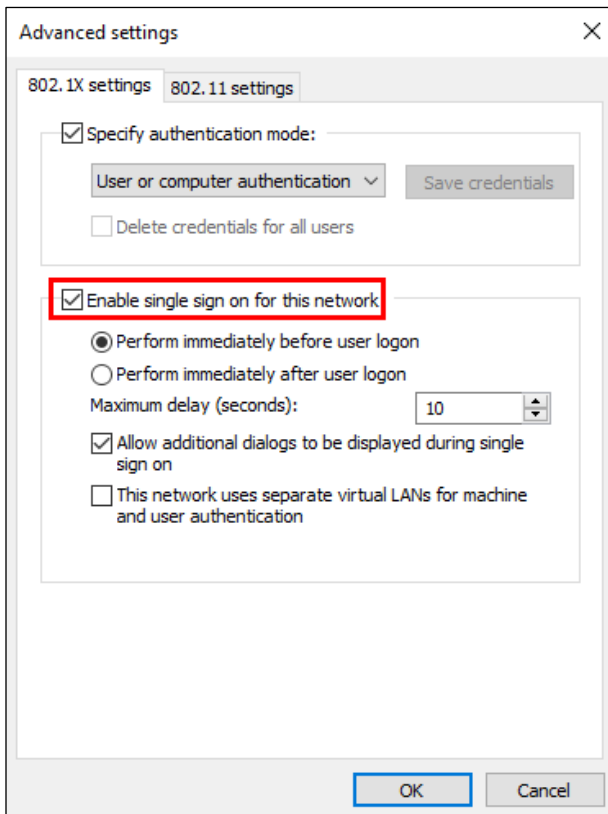 Advanced settings
802.1X settings
802.11 settings
Specify authentication mode:
User or computer authentication
Save credentials
Delete credentials for all users
Enable single sign on for this network
Perform immediately before user logon
Perform immediately after user logon
Maximum delay (seconds):
10
Allow additional dialogs to be displayed during single
sign on
This network uses separate virtual LANs for machine
and user authentication
OK
Cancel